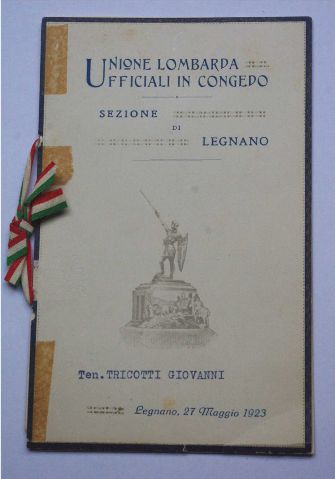 UNIONE LOMBARDA
UFFICIALI IN CONGEDO
SEZIONE
DI
LEGNANO
Ten. TRICOTTI GIOVANNI
Legnano, 27 Maggio 1923